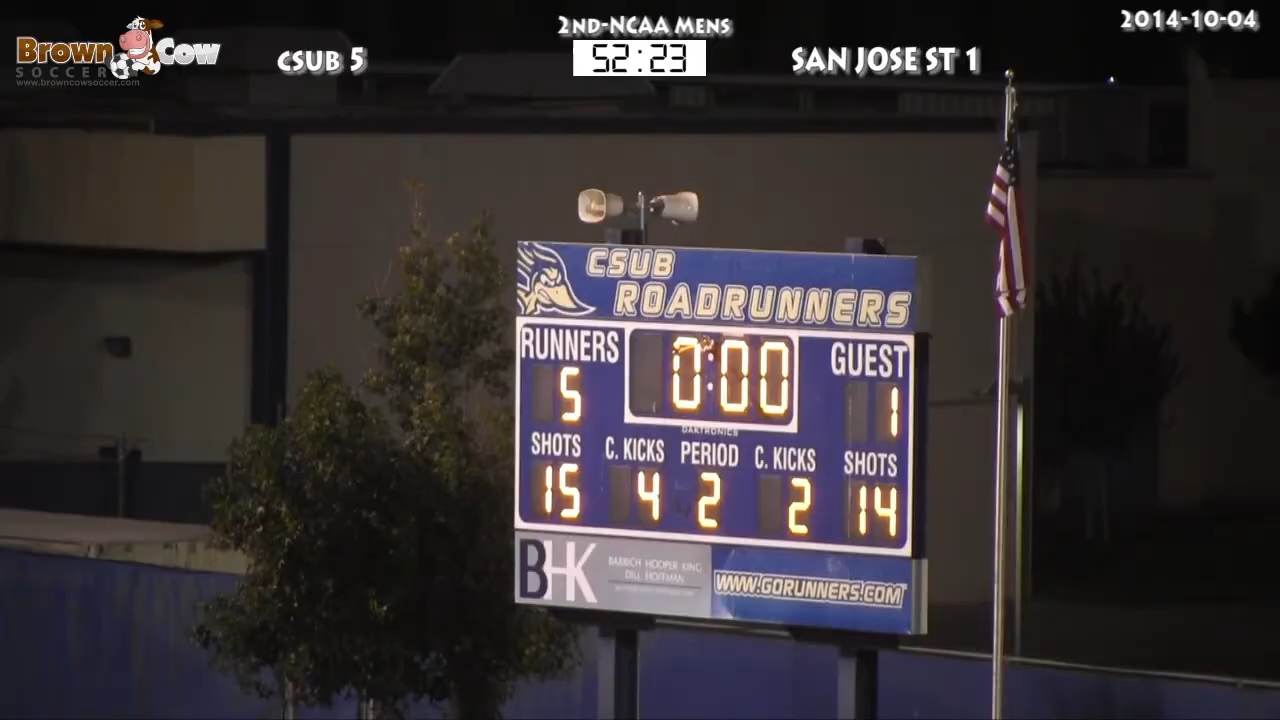 Brown Cow
SOCCER
www.browncowsoccer.com
CSUB 5
2ND-NCAA MENS
52:23
SAN JOSE ST 1
2014-10-04
CSUB
ROADRUNNERS
RUNNERS
0:00
GUEST
5
1
DAKTRONICS
SHOTS
C. KICKS
PERIOD
C. KICKS
SHOTS
15
4
2
2
14
BHK
BARRICH HOOPER KING
DILL HOFFMAN
WWW.GORUNNERS.COM